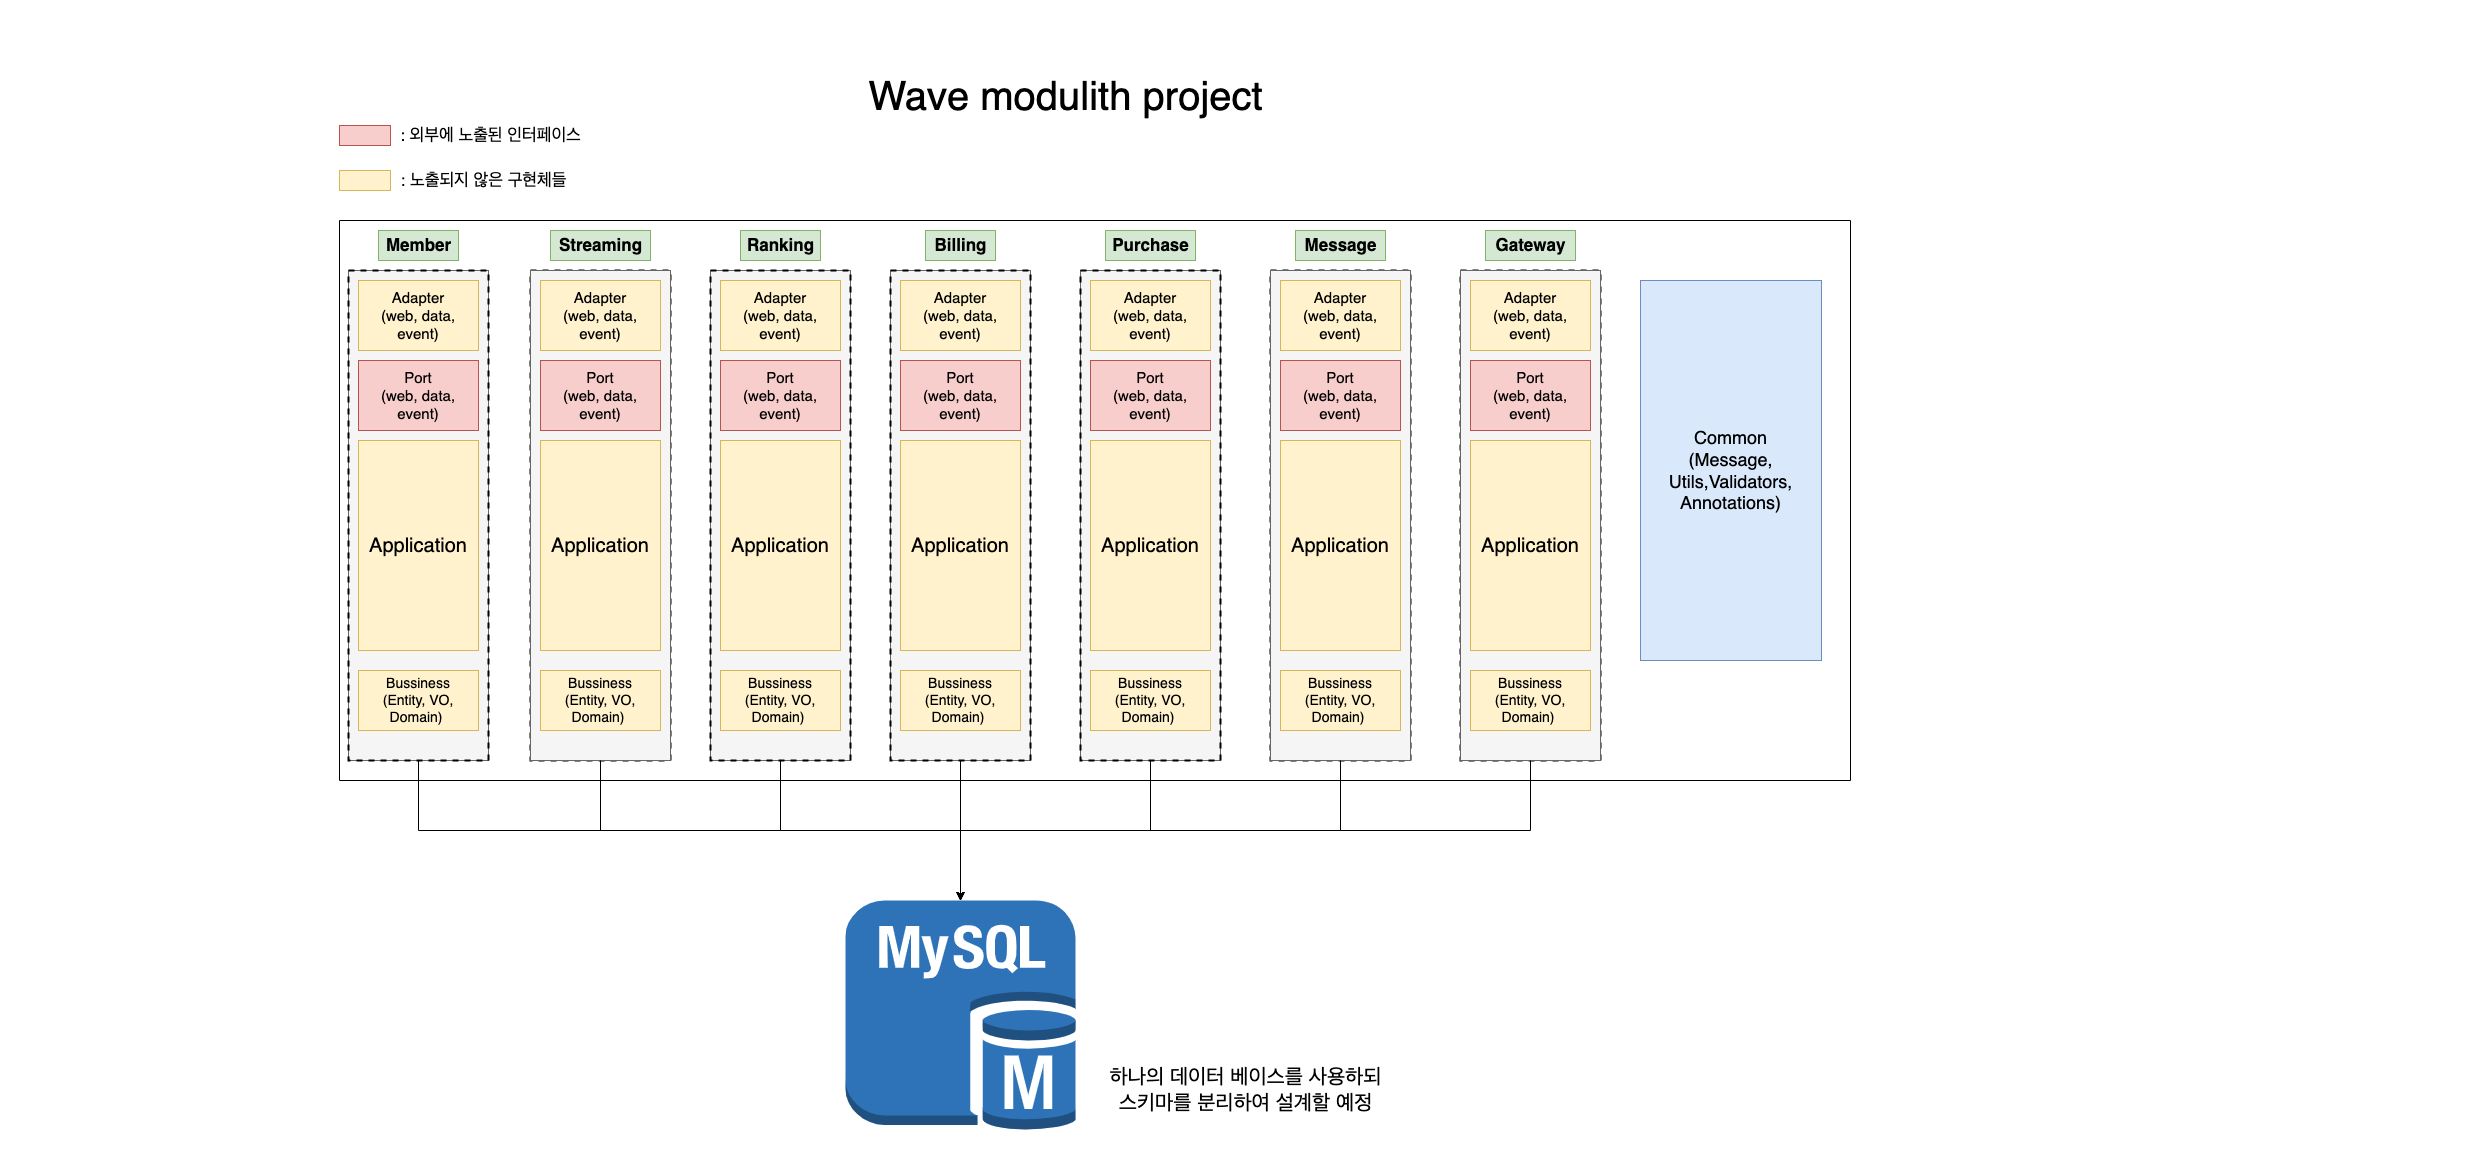 Wave modulith project
: 외부에 노출된 인터페이스
: 노출되지 않은 구현체들
Member
Streaming
Ranking
Billing
Purchase
Message
Gateway
Adapter
(web, data,
event)
Adapter
(web, data,
event)
Adapter
(web, data,
event)
Adapter
(web, data,
event)
Adapter
(web, data,
event)
Adapter
(web, data,
event)
Adapter
(web, data,
event)
Port
(web, data,
event)
Port
(web, data,
event)
Port
(web, data,
event)
Port
(web, data,
event)
Port
(web, data,
event)
Port
(web, data,
event)
Port
(web, data,
event)
Common
(Message,
Utils,Validators,
Annotations)
Application
Application
Application
Application
Application
Application
Application
Bussiness
(Entity, VO,
Domain)
Bussiness
(Entity, VO,
Domain)
Bussiness
(Entity, VO,
Domain)
Bussiness
(Entity, VO,
Domain)
Bussiness
(Entity, VO,
Domain)
Bussiness
(Entity, VO,
Domain)
Bussiness
(Entity, VO,
Domain)
MySQL
M
하나의 데이터 베이스를 사용하되
스키마를 분리하여 설계할 예정